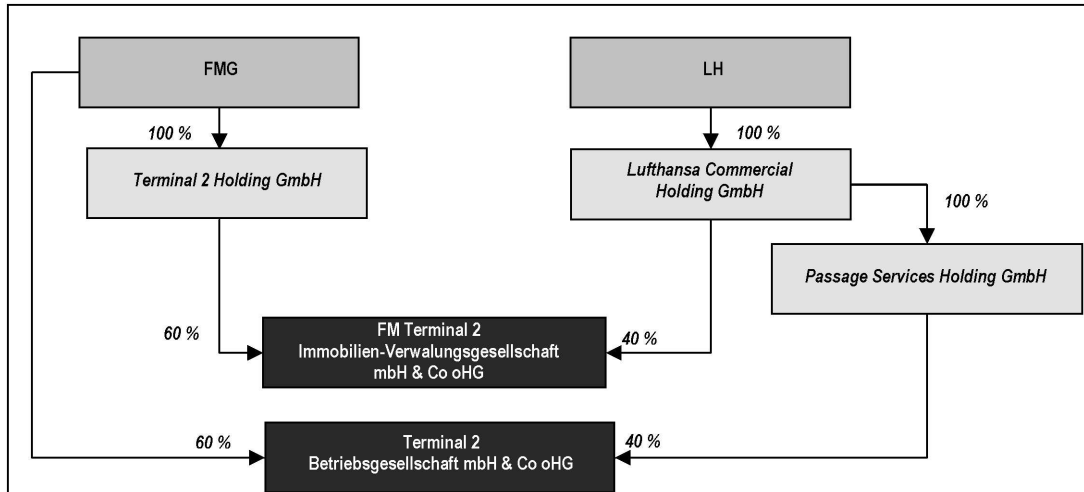 FMG
LH
100 %
100 %
Terminal 2 Holding GmbH
Lufthansa Commercial
Holding GmbH
100 %
Passage Services Holding GmbH
60 %
FM Terminal 2
Immobilien-Verwalungsgesellschaft
mbH & Co oHG
40 %
60 %
Terminal 2
Betriebsgesellschaft mbH & Co oHG
40 %